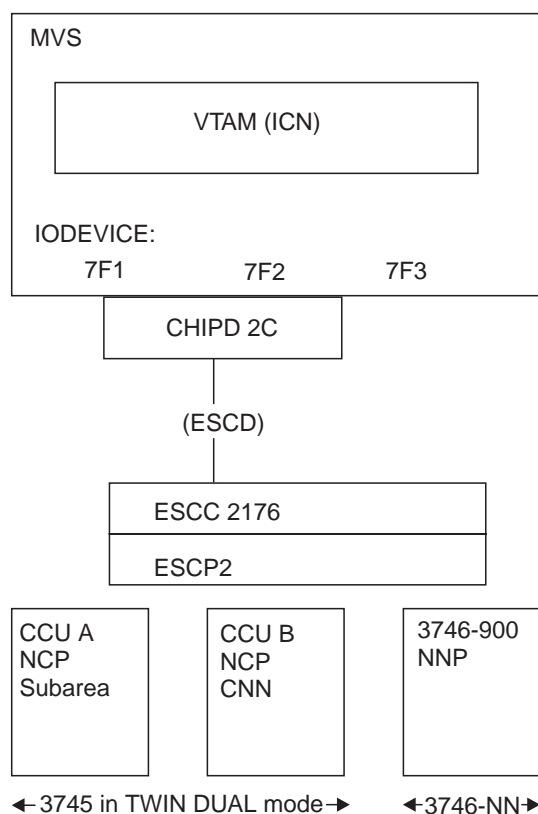 MVS
VTAM (ICN)
IODEVICE:
7F1 7F2 7F3
CHIPD 2C
(ESCD)
ESCC 2176
ESCP2
CCU A
NCP
Subarea
CCU B
NCP
CNN
3746-900
NNP
3745 in TWIN DUAL mode
3746-NN